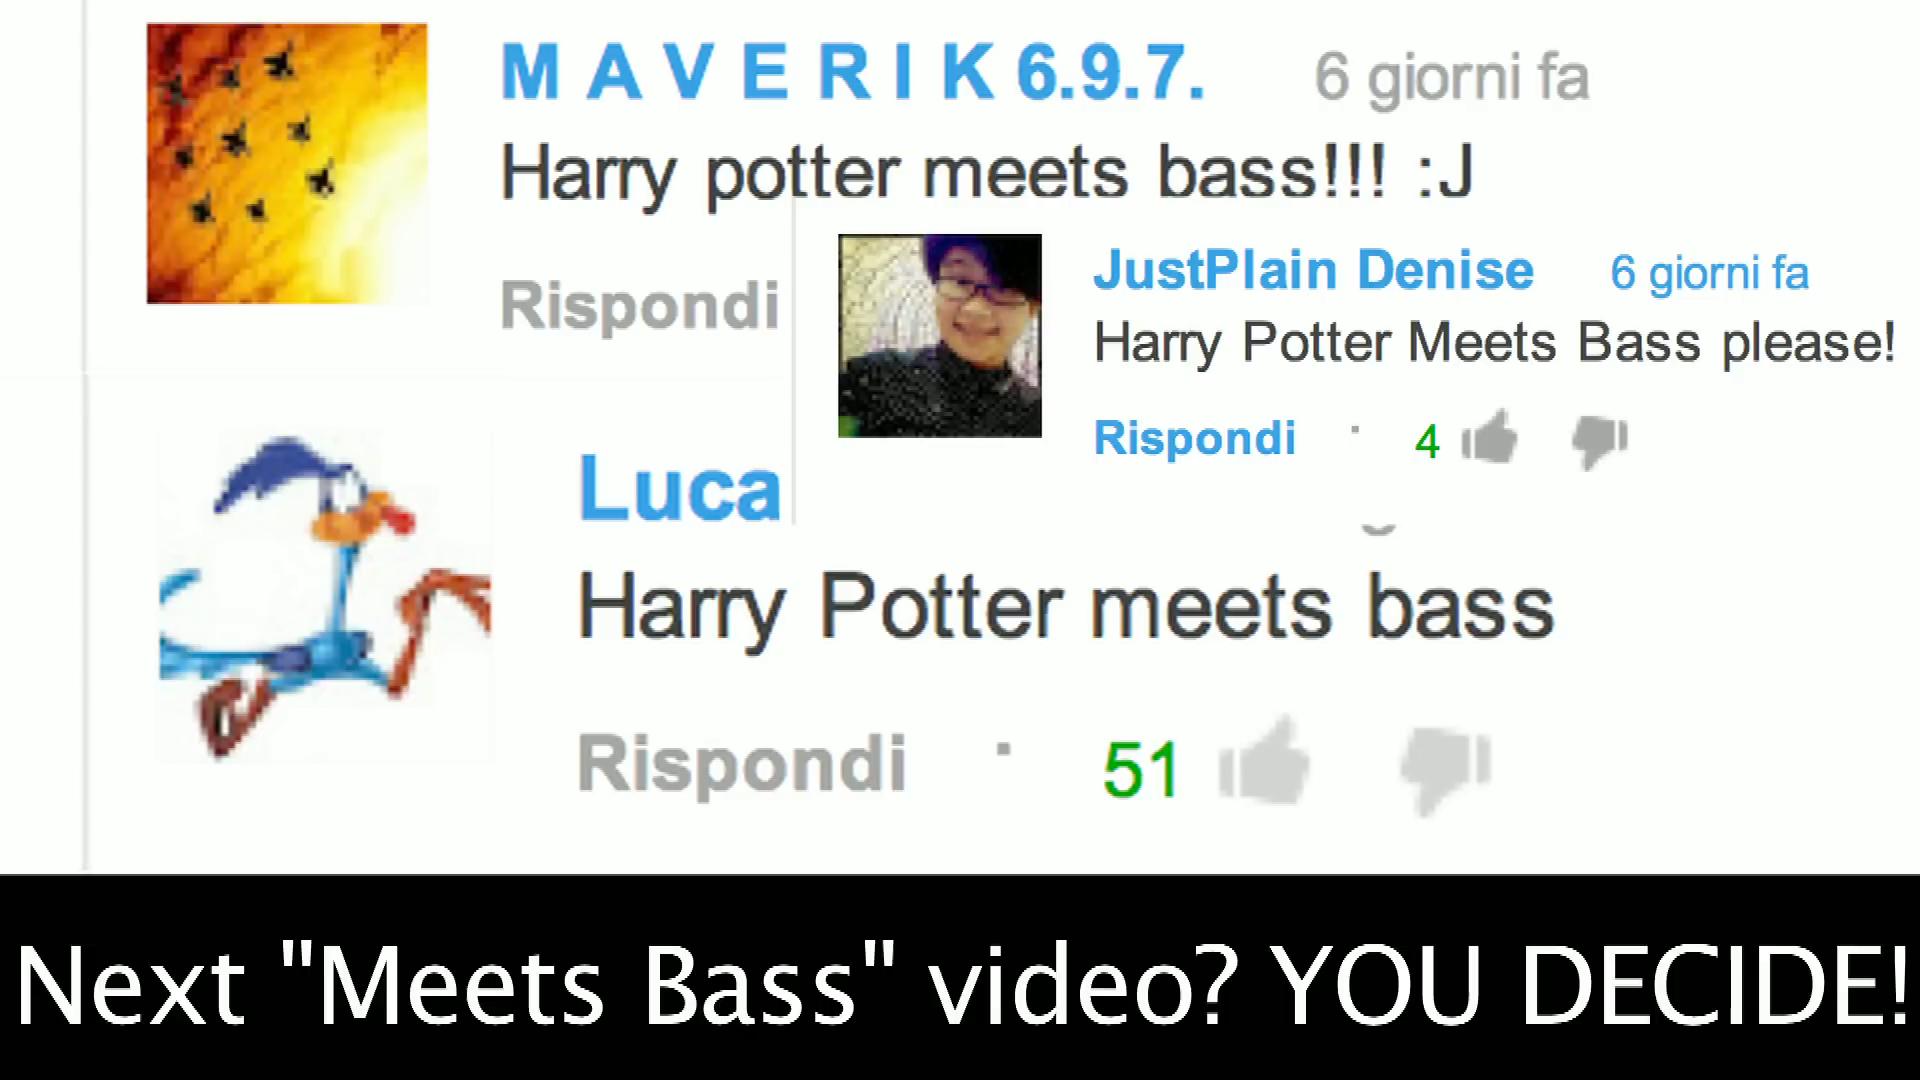 M A V E R I K 6.9.7. 6 giorni fa
Harry potter meets bass!!! :J
Rispondi
JustPlain Denise 6 giorni fa
Harry Potter Meets Bass please!
Rispondi · 4
Luca
Harry Potter meets bass
Rispondi · 51
Next "Meets Bass" video? YOU DECIDE!